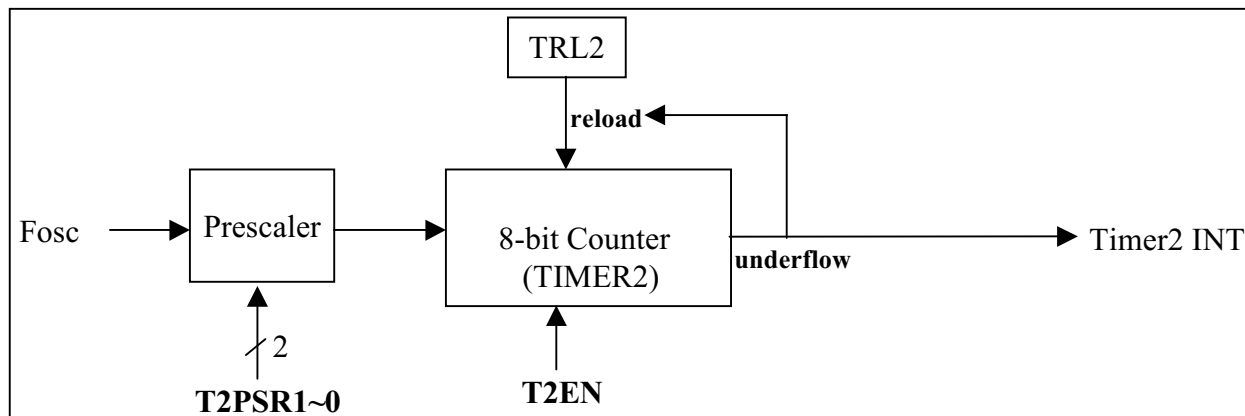 TRL2
reload
Fosc
Prescaler
8-bit Counter
(TIMER2)
underflow
Timer2 INT
2
T2PSR1~0
T2EN